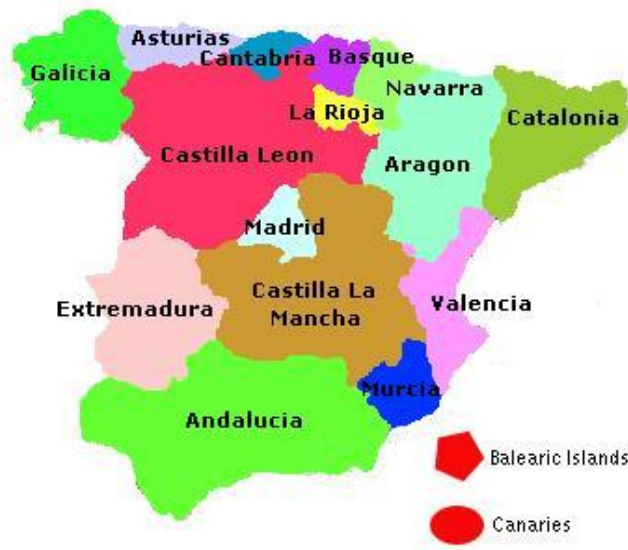 Asturias
Cantabria
Basque
Galicia
Navarra
La Rioja
Catalonia
Castilla Leon
Aragon
Madrid
Castilla La
Mancha
Valencia
Extremadura
Murcia
Andalucia
Balearic Islands
Canaries